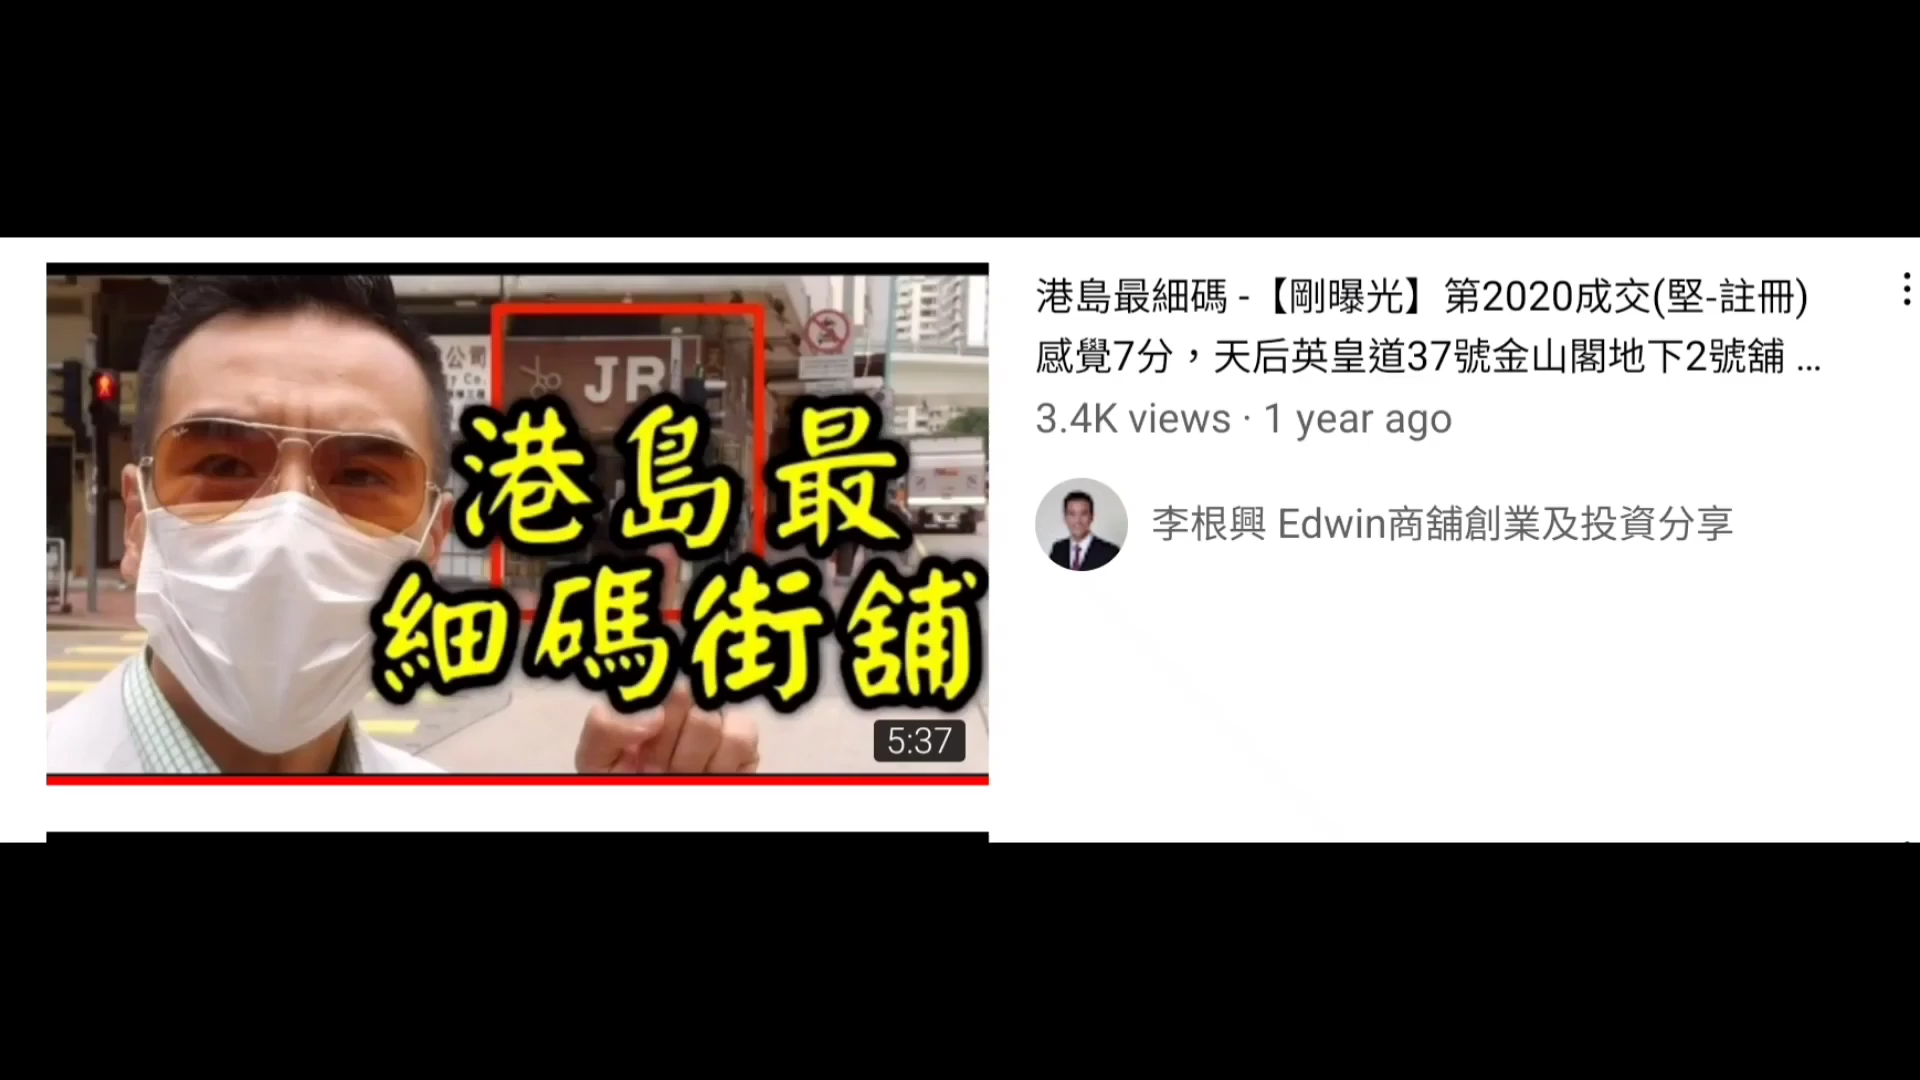 公司
y Co.
JR
港島最
細碼街舖
5:37
港島最細碼 -【剛曝光】第2020成交(堅-註冊)
感覺7分，天后英皇道37號金山閣地下2號舖 ...
3.4K views · 1 year ago
李根興 Edwin商舖創業及投資分享